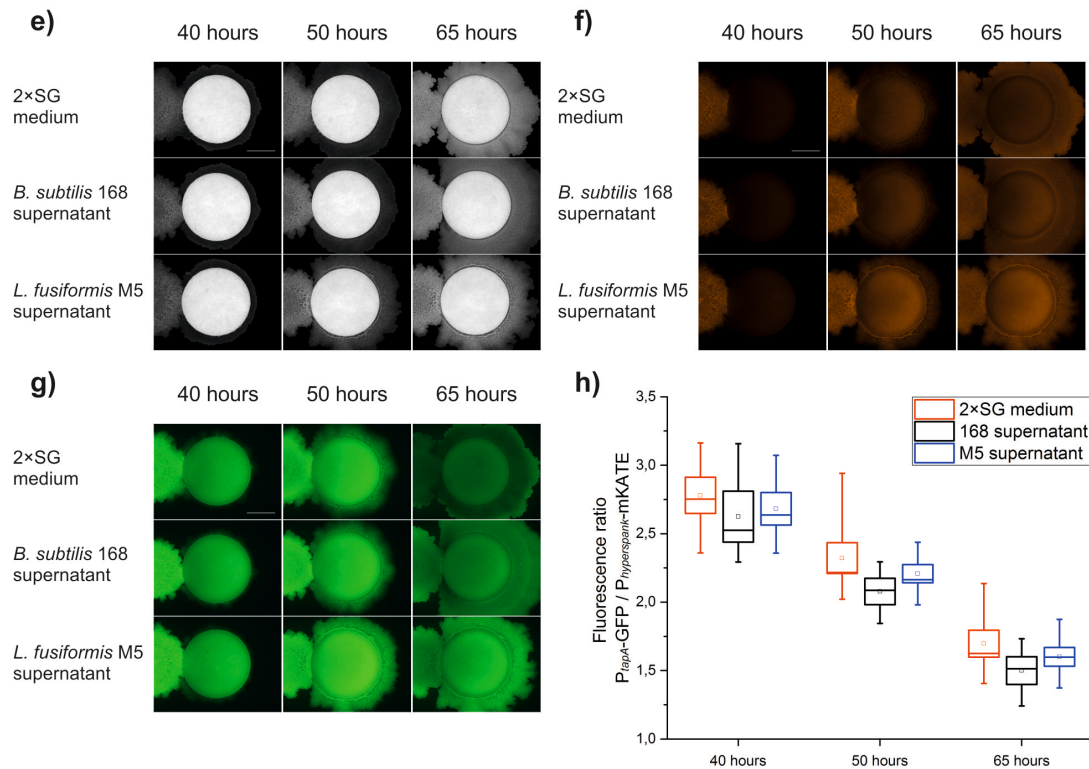 e)
40 hours 50 hours 65 hours
2×SG
medium
B. subtilis 168
supernatant
L. fusiformis M5
supernatant
f)
40 hours 50 hours 65 hours
2×SG
medium
B. subtilis 168
supernatant
L. fusiformis M5
supernatant
g)
40 hours 50 hours 65 hours
2×SG
medium
B. subtilis 168
supernatant
L. fusiformis M5
supernatant
h)
Fluorescence ratio
PtapA-GFP / Phyperspank-mKATE
3,5
3,0
2,5
2,0
1,5
1,0
2×SG medium
168 supernatant
M5 supernatant
40 hours 50 hours 65 hours